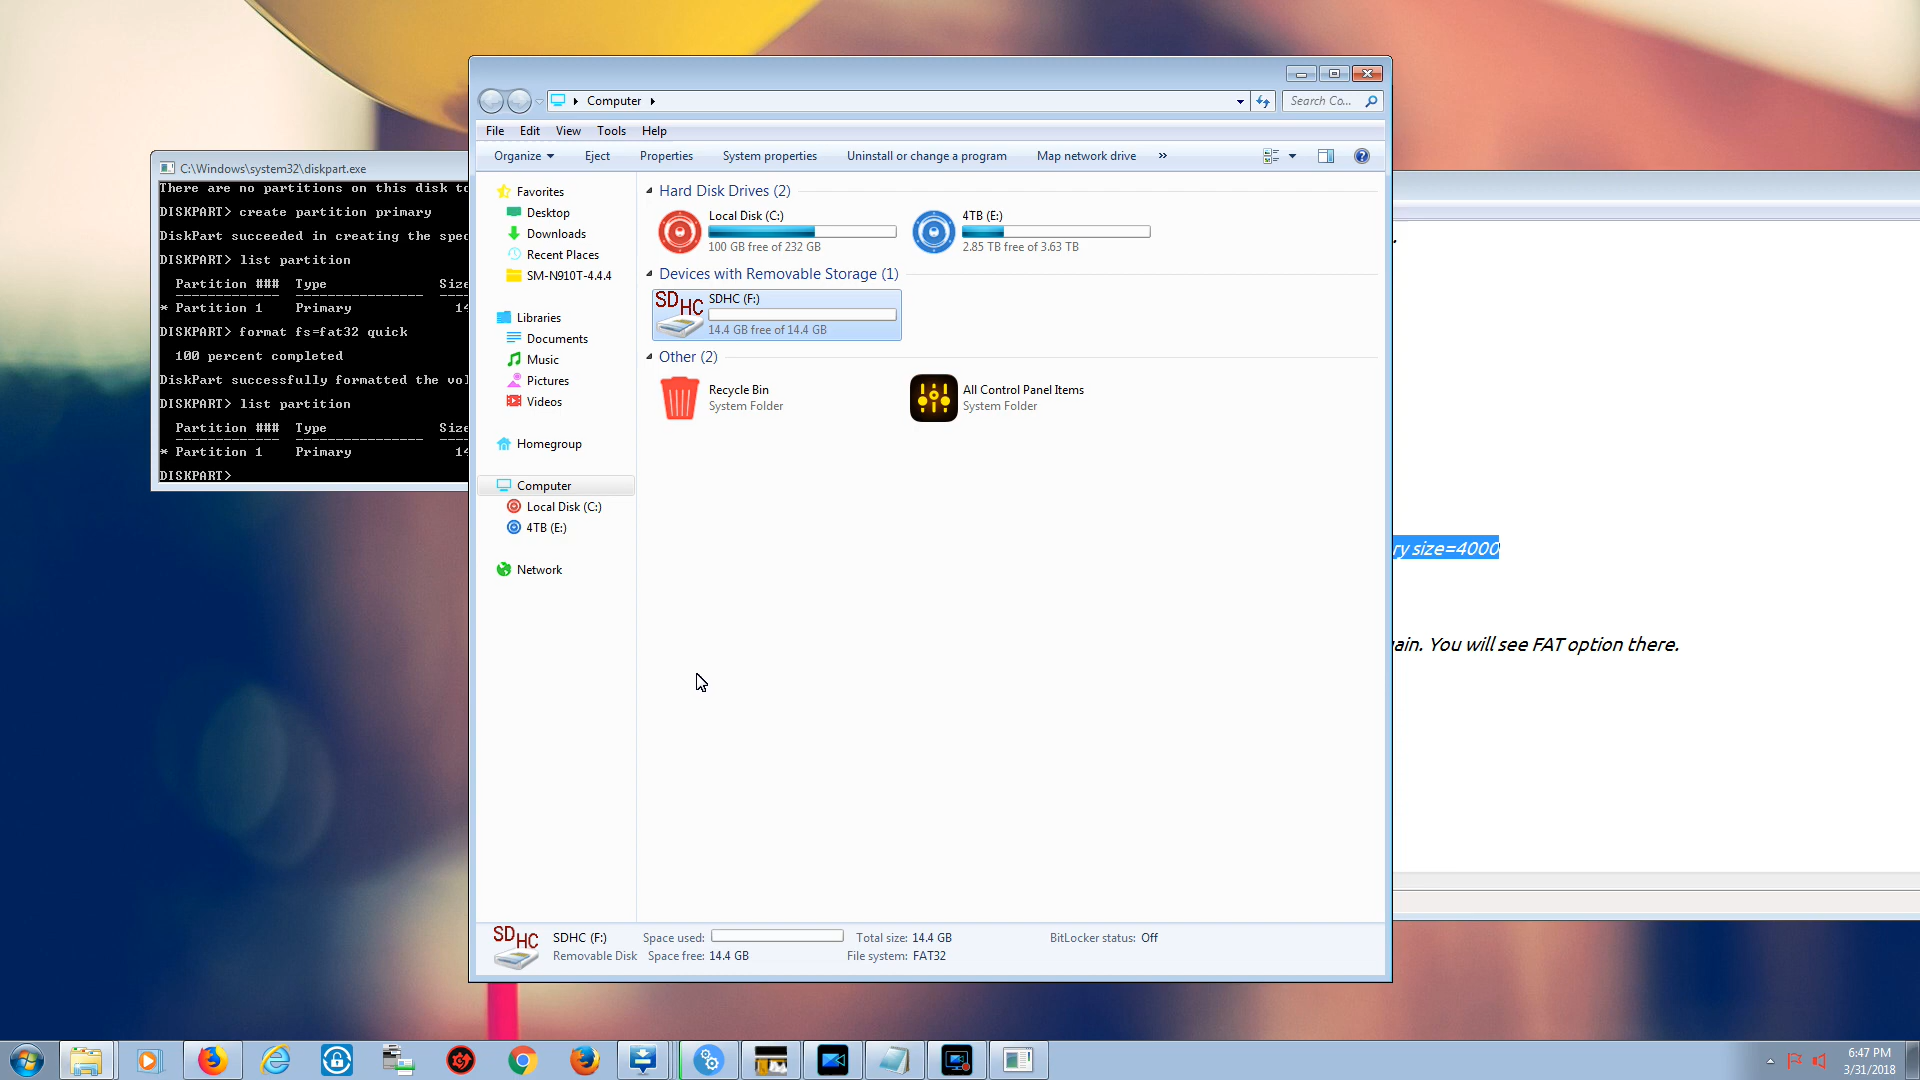 Computer
Search Co...
File Edit View Tools Help
Organize Eject Properties System properties Uninstall or change a program Map network drive »
C:\Windows\system32\diskpart.exe
There are no partitions on this disk to
DISKPART> create partition primary
DiskPart succeeded in creating the spec
DISKPART> list partition
Partition ### Type Size
* Partition 1 Primary 14
DISKPART> format fs=fat32 quick
100 percent completed
DiskPart successfully formatted the vol
DISKPART> list partition
Partition ### Type Size
* Partition 1 Primary 14
DISKPART>
Favorites
Desktop
Downloads
Recent Places
SM-N910T-4.4.4
Libraries
Documents
Music
Pictures
Videos
Homegroup
Computer
Local Disk (C:)
4TB (E:)
Network
Hard Disk Drives (2)
Local Disk (C:)
100 GB free of 232 GB
4TB (E:)
2.85 TB free of 3.63 TB
Devices with Removable Storage (1)
SDHC
SDHC (F:)
14.4 GB free of 14.4 GB
Other (2)
Recycle Bin
System Folder
All Control Panel Items
System Folder
ry size=4000
ain. You will see FAT option there.
SDHC
SDHC (F:) Space used: Total size: 14.4 GB BitLocker status: Off
Removable Disk Space free: 14.4 GB File system: FAT32
6:47 PM
3/31/2018